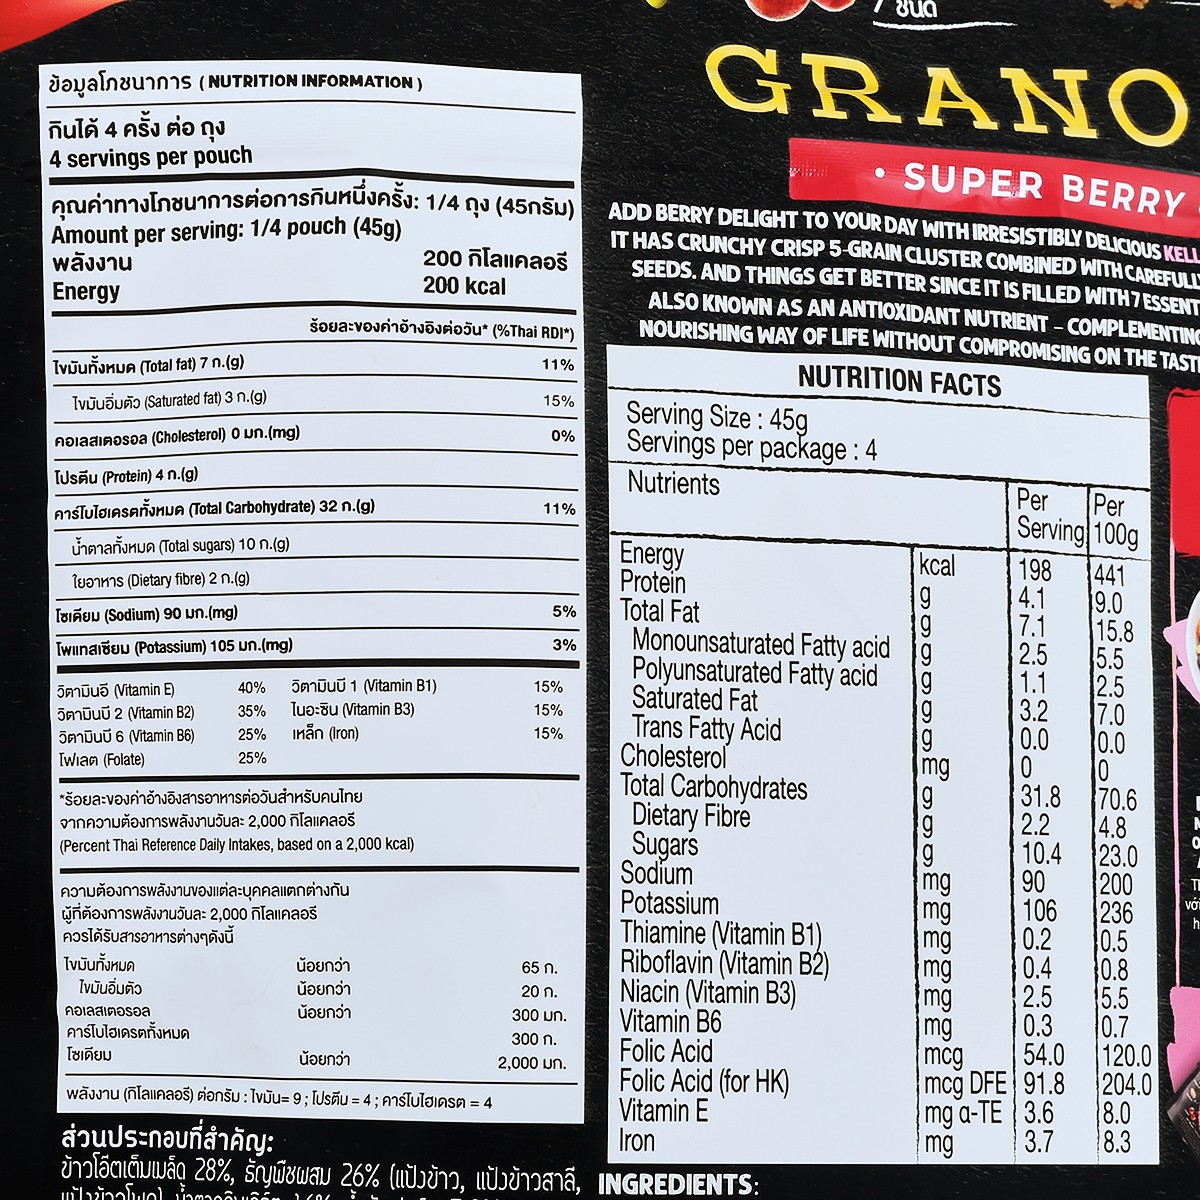 7 ชนิด
GRANO
• SUPER BERRY
ADD BERRY DELIGHT TO YOUR DAY WITH IRRESISTIBLY DELICIOUS KELL
IT HAS CRUNCHY CRISP 5-GRAIN CLUSTER COMBINED WITH CAREFULL
SEEDS. AND THINGS GET BETTER SINCE IT IS FILLED WITH 7 ESSENT
ALSO KNOWN AS AN ANTIOXIDANT NUTRIENT – COMPLEMENTING
NOURISHING WAY OF LIFE WITHOUT COMPROMISING ON THE TAST
ข้อมูลโภชนาการ ( NUTRITION INFORMATION )
กินได้ 4 ครั้ง ต่อ ถุง
4 servings per pouch
คุณค่าทางโภชนาการต่อการกินหนึ่งครั้ง: 1/4 ถุง (45กรัม)
Amount per serving: 1/4 pouch (45g)
พลังงาน 200 กิโลแคลอรี
Energy 200 kcal
ร้อยละของค่าอ้างอิงต่อวัน* (%Thai RDI*)
ไขมันทั้งหมด (Total fat) 7 ก.(g) 11%
ไขมันอิ่มตัว (Saturated fat) 3 ก.(g) 15%
คอเลสเตอรอล (Cholesterol) 0 มก.(mg) 0%
โปรตีน (Protein) 4 ก.(g)
คาร์โบไฮเดรตทั้งหมด (Total Carbohydrate) 32 ก.(g) 11%
น้ำตาลทั้งหมด (Total sugars) 10 ก.(g)
ใยอาหาร (Dietary fibre) 2 ก.(g)
โซเดียม (Sodium) 90 มก.(mg) 5%
โพแทสเซียม (Potassium) 105 มก.(mg) 3%
วิตามินอี (Vitamin E) 40% วิตามินบี 1 (Vitamin B1) 15%
วิตามินบี 2 (Vitamin B2) 35% ไนอะซิน (Vitamin B3) 15%
วิตามินบี 6 (Vitamin B6) 25% เหล็ก (Iron) 15%
โฟเลต (Folate) 25%
*ร้อยละของค่าอ้างอิงสารอาหารต่อวันสำหรับคนไทย
จากความต้องการพลังงานวันละ 2,000 กิโลแคลอรี
(Percent Thai Reference Daily Intakes, based on a 2,000 kcal)
ความต้องการพลังงานของแต่ละบุคคลแตกต่างกัน
ผู้ที่ต้องการพลังงานวันละ 2,000 กิโลแคลอรี
ควรได้รับสารอาหารต่างๆดังนี้
ไขมันทั้งหมด น้อยกว่า 65 ก.
ไขมันอิ่มตัว น้อยกว่า 20 ก.
คอเลสเตอรอล น้อยกว่า 300 มก.
คาร์โบไฮเดรตทั้งหมด 300 ก.
โซเดียม น้อยกว่า 2,000 มก.
พลังงาน (กิโลแคลอรี) ต่อกรัม : ไขมัน= 9 ; โปรตีน = 4 ; คาร์โบไฮเดรต = 4
ส่วนประกอบที่สำคัญ:
ข้าวโอ๊ตเต็มเมล็ด 28%, ธัญพืชผสม 26% (แป้งข้าว, แป้งข้าวสาลี,
NUTRITION FACTS
Serving Size : 45g
Servings per package : 4
Nutrients Per Serving Per 100g
Energy kcal 198 441
Protein g 4.1 9.0
Total Fat g 7.1 15.8
Monounsaturated Fatty acid g 2.5 5.5
Polyunsaturated Fatty acid g 1.1 2.5
Saturated Fat g 3.2 7.0
Trans Fatty Acid g 0.0 0.0
Cholesterol mg 0 0
Total Carbohydrates g 31.8 70.6
Dietary Fibre g 2.2 4.8
Sugars g 10.4 23.0
Sodium mg 90 200
Potassium mg 106 236
Thiamine (Vitamin B1) mg 0.2 0.5
Riboflavin (Vitamin B2) mg 0.4 0.8
Niacin (Vitamin B3) mg 2.5 5.5
Vitamin B6 mg 0.3 0.7
Folic Acid mcg 54.0 120.0
Folic Acid (for HK) mcg DFE 91.8 204.0
Vitamin E mg α-TE 3.6 8.0
Iron mg 3.7 8.3
INGREDIENTS: